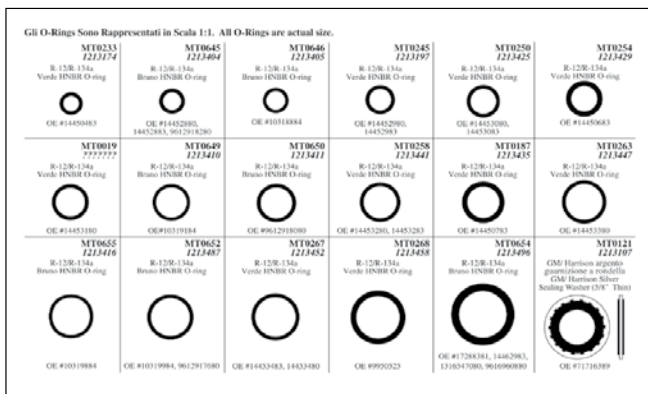 Gli O-Rings Sono Rappresentati in Scala 1:1. All O-Rings are actual size.
MT0233
1213174
R-12/R-134a
Verde HNBR O-ring
OE #14450483
MT0645
1213404
R-12/R-134a
Bruno HNBR O-ring
OE #14452880,
14452883, 9612918280
MT0646
1213405
R-12/R-134a
Bruno HNBR O-ring
OE #10318884
MT0245
1213197
R-12/R-134a
Verde HNBR O-ring
OE #14452980,
14452983
MT0250
1213425
R-12/R-134a
Verde HNBR O-ring
OE #14453080,
14453083
MT0254
1213429
R-12/R-134a
Verde HNBR O-ring
OE #14450683
MT0019
???????
R-12/R-134a
Verde HNBR O-ring
OE #14453180
MT0649
1213410
R-12/R-134a
Bruno HNBR O-ring
OE#10319184
MT0650
1213411
R-12/R-134a
Bruno HNBR O-ring
OE #9612918080
MT0258
1213441
R-12/R-134a
Verde HNBR O-ring
OE #14453280, 14453283
MT0187
1213435
R-12/R-134a
Verde HNBR O-ring
OE #14450783
MT0263
1213447
R-12/R-134a
Verde HNBR O-ring
OE #14453380
MT0655
1213416
R-12/R-134a
Bruno HNBR O-ring
OE #10319884
MT0652
1213487
R-12/R-134a
Bruno HNBR O-ring
OE #10319984, 9612917680
MT0267
1213452
R-12/R-134a
Verde HNBR O-ring
OE #14453483, 14453480
MT0268
1213458
R-12/R-134a
Verde HNBR O-ring
OE #9950523
MT0654
1213496
R-12/R-134a
Bruno HNBR O-ring
OE #17288381, 14462983,
1316547080, 9616960880
MT0121
1213107
GM/ Harrison argento
guarnizione a rondella
GM/ Harrison Silver
Sealing Washer (5/8" Thin)
OE #71716389